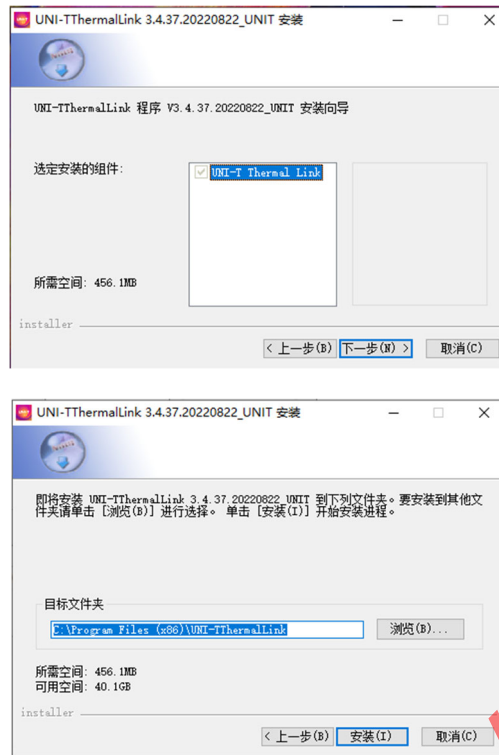 UNI-TThermalLink 3.4.37.20220822_UNIT 安装
UNI-TThermalLink 程序 V3.4.37.20220822_UNIT 安装向导
选定安装的组件:
UNI-T Thermal Link
所需空间: 456.1MB
installer
< 上一步(B) 下一步(N) > 取消(C)
UNI-TThermalLink 3.4.37.20220822_UNIT 安装
即将安装 UNI-TThermalLink 3.4.37.20220822_UNIT 到下列文件夹。要安装到其他文
件夹请单击 [浏览(B)] 进行选择。 单击 [安装(I)] 开始安装进程。
目标文件夹
C:\Program Files (x86)\UNI-TThermalLink
浏览(B)...
所需空间: 456.1MB
可用空间: 40.1GB
installer
< 上一步(B) 安装(I) 取消(C)